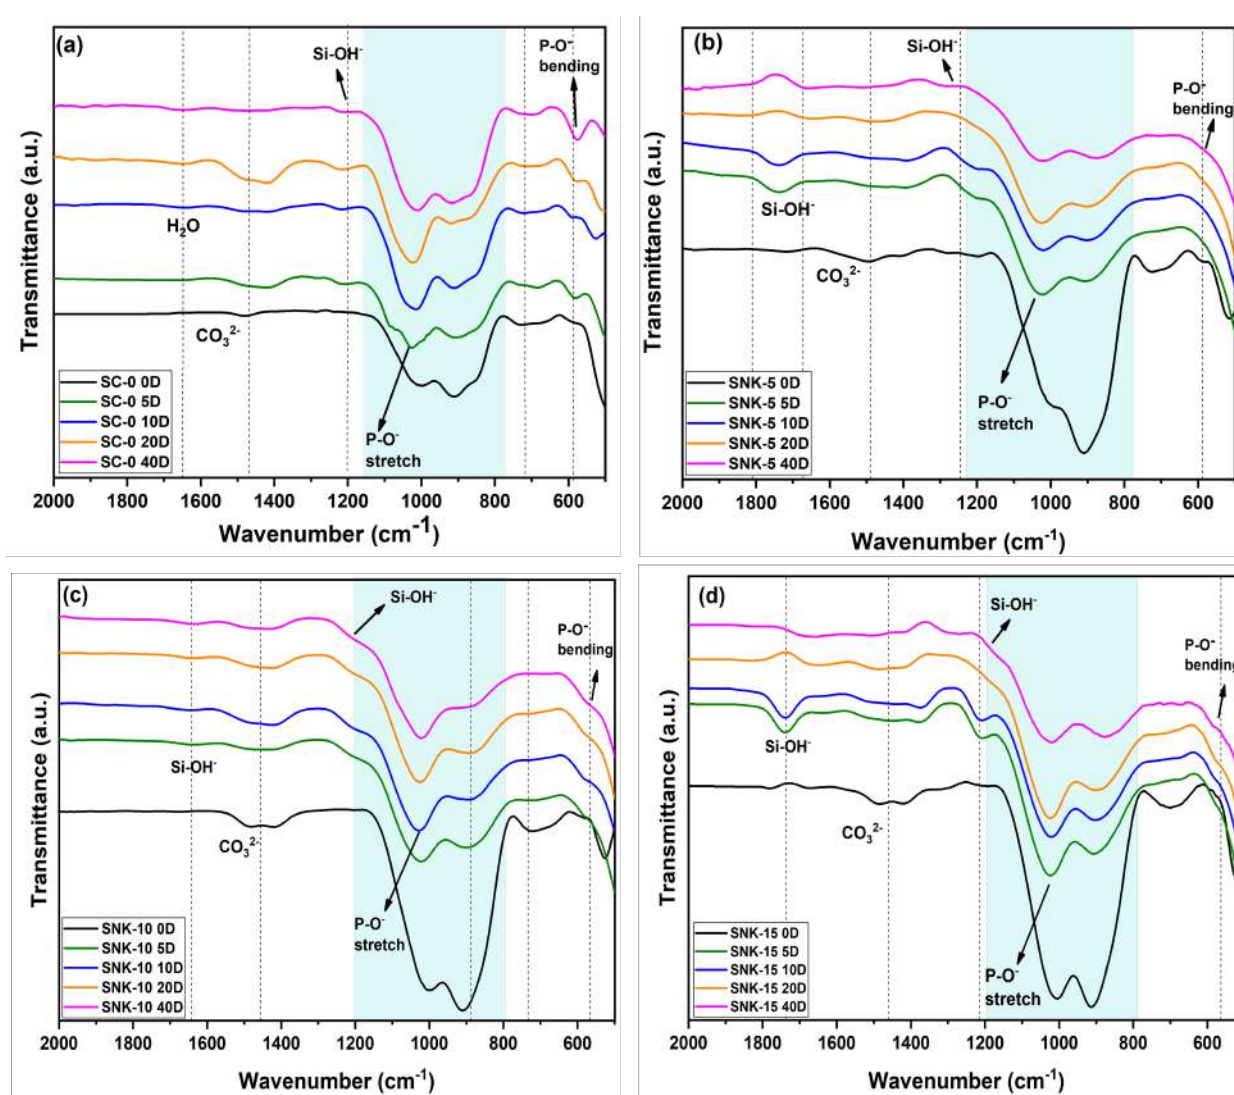 (a)
Si-OH⁻
P-O⁻
bending
H₂O
CO₃²⁻
P-O⁻
stretch
SC-0 0D
SC-0 5D
SC-0 10D
SC-0 20D
SC-0 40D
Transmittance (a.u.)
2000 1800 1600 1400 1200 1000 800 600
Wavenumber (cm⁻¹)
(b)
Si-OH⁻
P-O⁻
bending
Si-OH⁻
CO₃²⁻
P-O⁻
stretch
SNK-5 0D
SNK-5 5D
SNK-5 10D
SNK-5 20D
SNK-5 40D
Transmittance (a.u.)
2000 1800 1600 1400 1200 1000 800 600
Wavenumber (cm⁻¹)
(c)
Si-OH⁻
P-O⁻
bending
Si-OH⁻
CO₃²⁻
P-O⁻
stretch
SNK-10 0D
SNK-10 5D
SNK-10 10D
SNK-10 20D
SNK-10 40D
Transmittance (a.u.)
2000 1800 1600 1400 1200 1000 800 600
Wavenumber (cm⁻¹)
(d)
Si-OH⁻
P-O⁻
bending
Si-OH⁻
CO₃²⁻
P-O⁻
stretch
SNK-15 0D
SNK-15 5D
SNK-15 10D
SNK-15 20D
SNK-15 40D
Transmittance (a.u.)
2000 1800 1600 1400 1200 1000 800 600
Wavenumber (cm⁻¹)